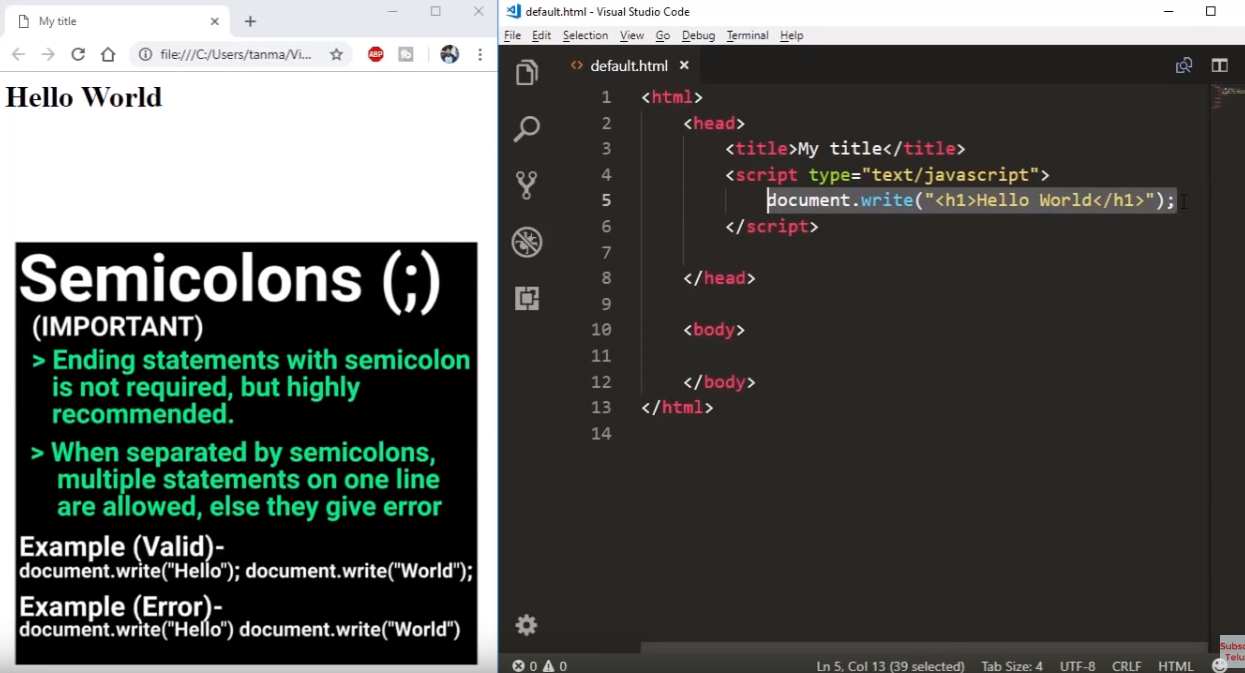 My title
file:///C:/Users/tanma/Vi...
ABP
Hello World
Semicolons (;)
(IMPORTANT)
> Ending statements with semicolon
is not required, but highly
recommended.
> When separated by semicolons,
multiple statements on one line
are allowed, else they give error
Example (Valid)-
document.write("Hello"); document.write("World");
Example (Error)-
document.write("Hello") document.write("World")
default.html - Visual Studio Code
File Edit Selection View Go Debug Terminal Help
<> default.html ×
1 <html>
2 <head>
3 <title>My title</title>
4 <script type="text/javascript">
5 document.write("<h1>Hello World</h1>");
6 </script>
7
8 </head>
9
10 <body>
11
12 </body>
13 </html>
14
0 0 Ln 5, Col 13 (39 selected) Tab Size: 4 UTF-8 CRLF HTML
Subsc
Telu